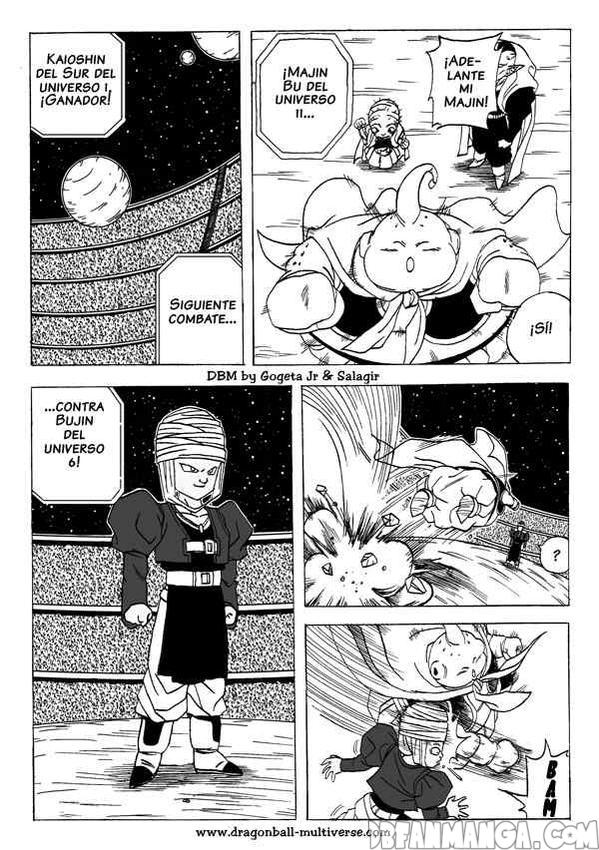 KAIOSHIN
DEL SUR DEL
UNIVERSO 1,
¡GANADOR!
SIGUIENTE
COMBATE...
¡MAJIN
BU DEL
UNIVERSO
11...
¡ADE-
LANTE
MI
MAJIN!
¡SÍ!
DBM by Gogeta Jr & Salagir
...CONTRA
BUJIN
DEL
UNIVERSO
6!
?
BAM
www.dragonball-multiverse.com
DBFANMANGA.COM